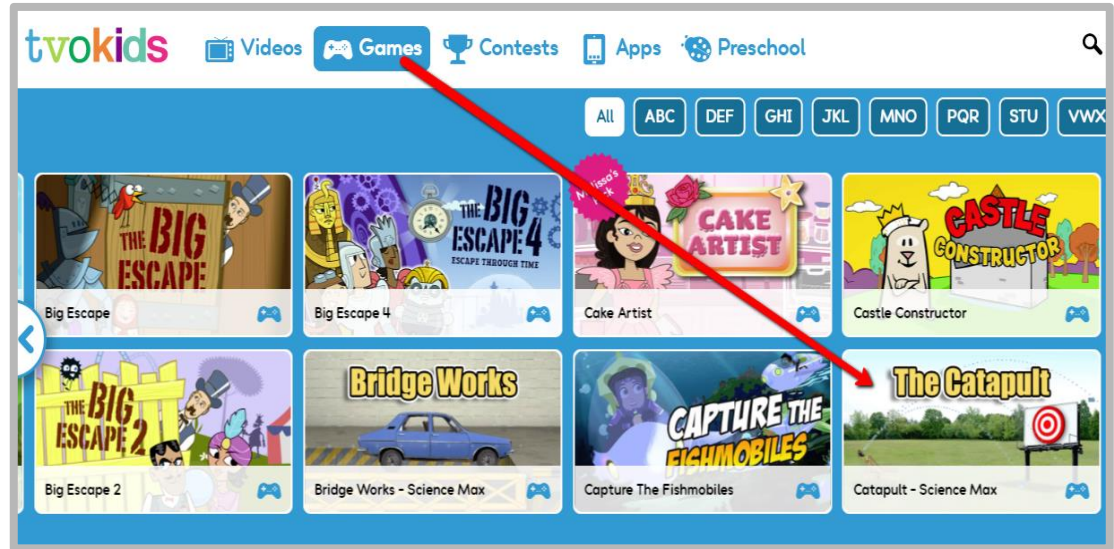 tvokids Videos Games Contests Apps Preschool
All ABC DEF GHI JKL MNO PQR STU VWX
THE BIG
ESCAPE
Big Escape
THE BIG
ESCAPE 4
ESCAPE THROUGH TIME
Big Escape 4
Melissa's
CAKE
ARTIST
Cake Artist
CASTLE
CONSTRUCTOR
Castle Constructor
THE BIG
ESCAPE 2
Big Escape 2
Bridge Works
Bridge Works - Science Max
CAPTURE THE
FISHMOBILES
Capture The Fishmobiles
The Catapult
Catapult - Science Max